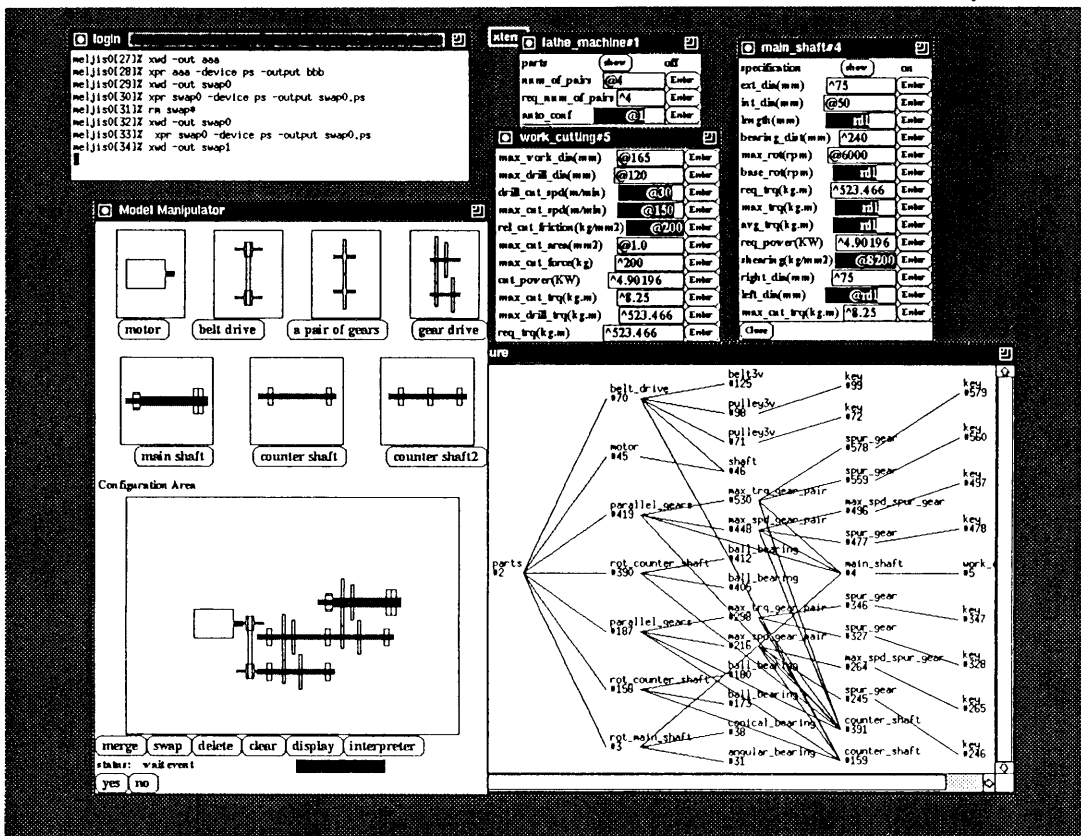 login
meljis0[27]% xwd -out aaa
meljis0[28]% xpr aaa -device ps -output bbb
meljis0[29]% xwd -out swap0
meljis0[30]% xpr swap0 -device ps -output swap0.ps
meljis0[31]% rm swap*
meljis0[32]% xwd -out swap0
meljis0[33]%  xpr swap0 -device ps -output swap0.ps
meljis0[34]% xwd -out swap1
xterm
lathe_machine#1
parts show off
num_of_pairs @4 Enter
req_num_of_pairs ^4 Enter
auto_conf @1 Enter
work_cutting#5
max_work_dia(mm) @165 Enter
max_drill_dia(mm) @120 Enter
drill_cut_spd(m/min) @30 Enter
max_cut_spd(m/min) @150 Enter
rel_cut_friction(kg/mm2) @200 Enter
max_cut_area(mm2) @1.0 Enter
max_cut_force(kg) ^200 Enter
cut_power(KW) ^4.90196 Enter
max_cut_trq(kg.m) ^8.25 Enter
max_drill_trq(kg.m) ^523.466 Enter
req_trq(kg.m) ^523.466 Enter
main_shaft#4
specification show on
ext_dia(mm) ^75 Enter
int_dia(mm) @50 Enter
length(mm) nil Enter
bearing_dist(mm) ^240 Enter
max_rot(rpm) @6000 Enter
base_rot(rpm) nil Enter
req_trq(kg.m) ^523.466 Enter
max_trq(kg.m) nil Enter
avg_trq(kg.m) nil Enter
req_power(KW) ^4.90196 Enter
shearing(kg/mm2) @8200 Enter
right_dia(mm) ^75 Enter
left_dia(mm) @nil Enter
max_cut_trq(kg.m) ^8.25 Enter
Close
Model Manipulator
motor
belt drive
a pair of gears
gear drive
main shaft
counter shaft
counter shaft2
Configuration Area
merge swap delete clear display interpreter
status: wait event
yes no
ure
parts
#2
belt_drive
#70
motor
#45
parallel_gears
#419
rot_counter_shaft
#390
parallel_gears
#187
rot_counter_shaft
#158
rot_main_shaft
#3
belt3v
#125
pulley3v
#98
pulley3v
#71
shaft
#46
max_trq_gear_pair
#530
max_spd_gear_pair
#448
ball_bearing
#412
ball_bearing
#405
max_trq_gear_pair
#298
max_spd_gear_pair
#216
ball_bearing
#180
ball_bearing
#173
conical_bearing
#38
angular_bearing
#31
key
#99
key
#72
spur_gear
#578
spur_gear
#559
max_spd_spur_gear
#496
spur_gear
#477
main_shaft
#4
spur_gear
#346
spur_gear
#327
max_spd_spur_gear
#264
spur_gear
#245
counter_shaft
#391
counter_shaft
#159
key
#579
key
#560
key
#497
key
#478
work_
#5
key
#347
key
#328
key
#265
key
#246